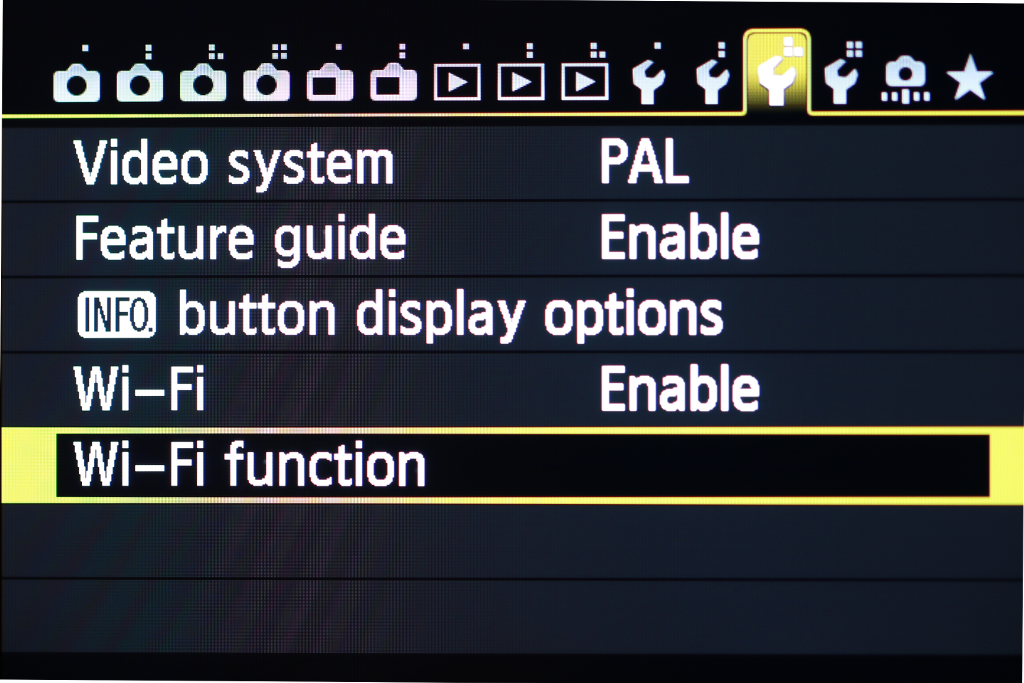 Video system PAL
Feature guide Enable
INFO. button display options
Wi-Fi Enable
Wi-Fi function